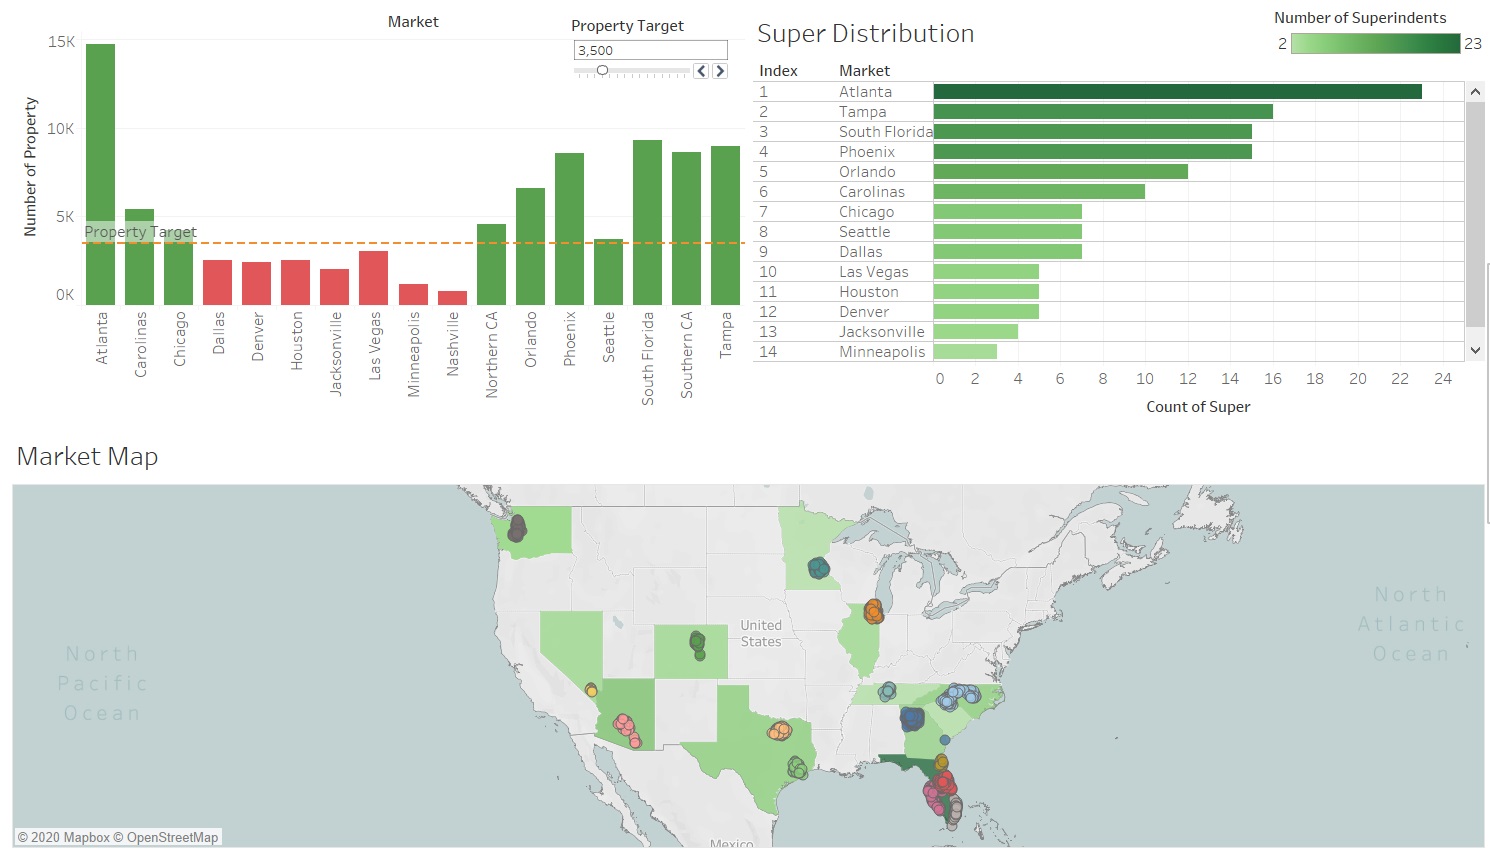 Market
Property Target
3,500
15K
10K
5K
0K
Number of Property
Property Target
Atlanta
Carolinas
Chicago
Dallas
Denver
Houston
Jacksonville
Las Vegas
Minneapolis
Nashville
Northern CA
Orlando
Phoenix
Seattle
South Florida
Southern CA
Tampa
Super Distribution
Number of Superindents
2 23
Index Market
1 Atlanta
2 Tampa
3 South Florida
4 Phoenix
5 Orlando
6 Carolinas
7 Chicago
8 Seattle
9 Dallas
10 Las Vegas
11 Houston
12 Denver
13 Jacksonville
14 Minneapolis
0 2 4 6 8 10 12 14 16 18 20 22 24
Count of Super
Market Map
North
Pacific
Ocean
United
States
North
Atlantic
Ocean
Mexico
© 2020 Mapbox © OpenStreetMap